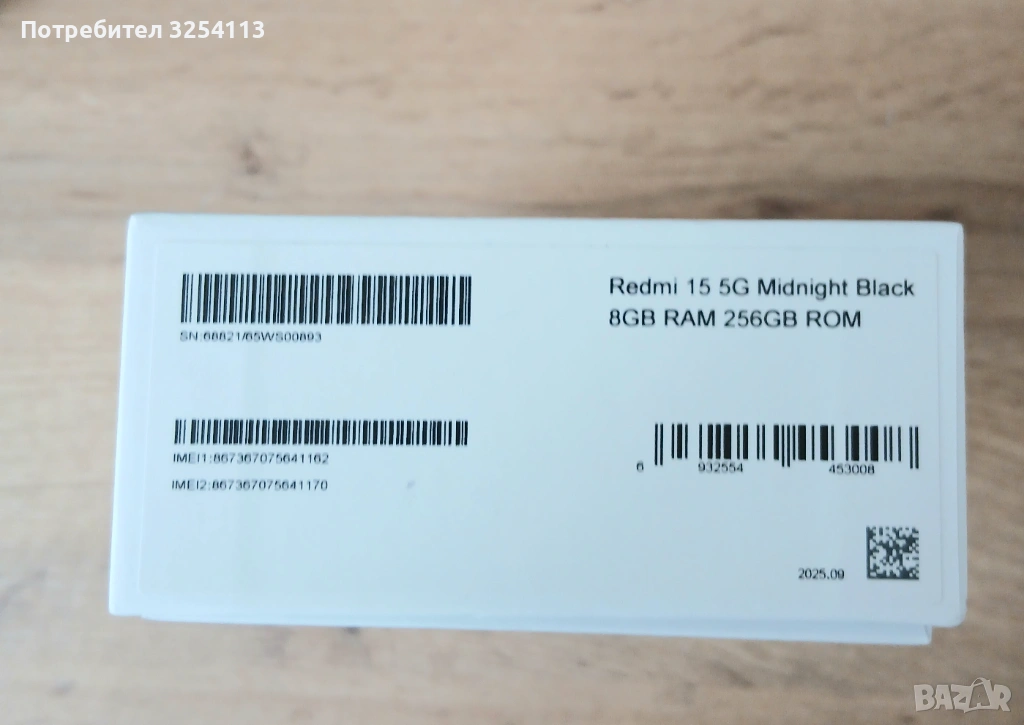 Потребител 3254113
Redmi 15 5G Midnight Black
8GB RAM 256GB ROM
SN:68821/65WS00893
IMEI1:867367075641162
IMEI2:867367075641170
6 932554 453008
2025.09
BAZAR